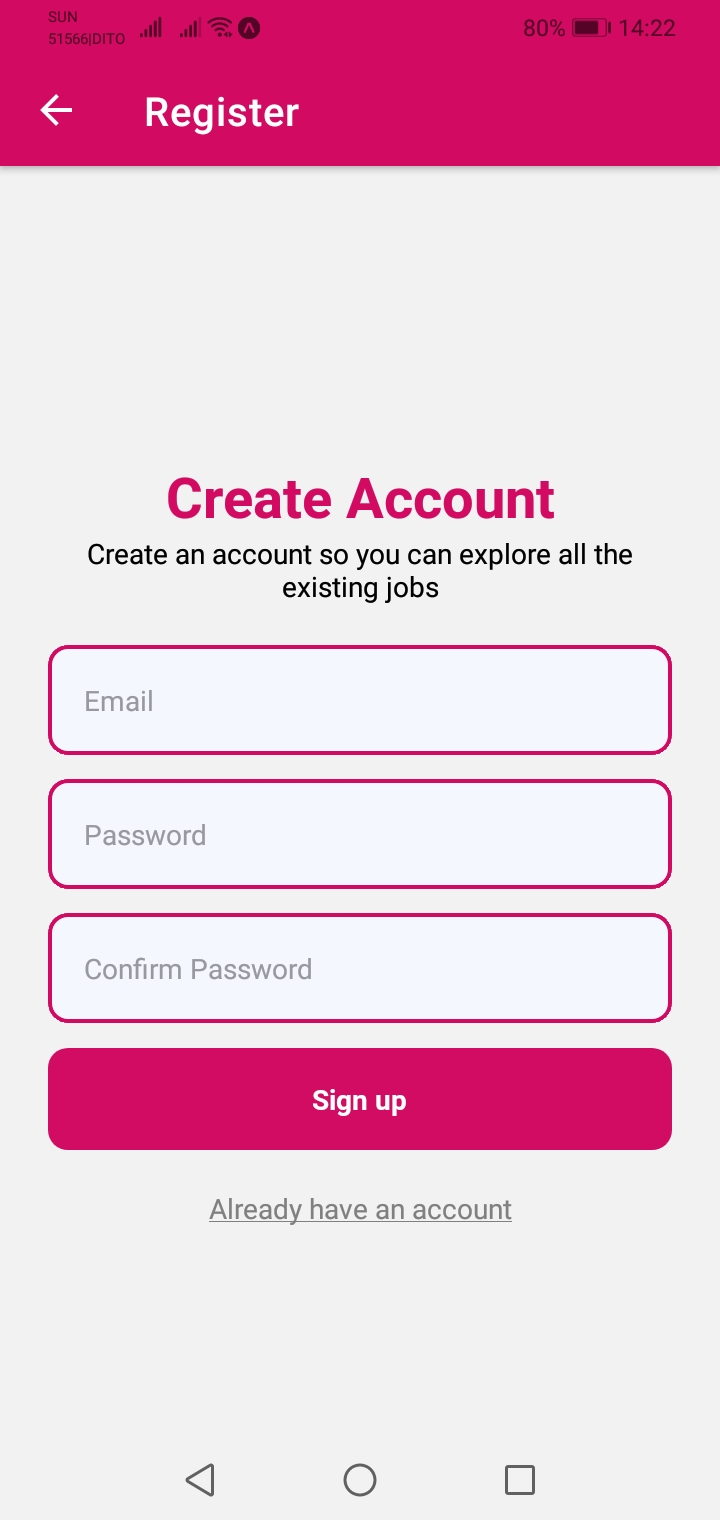 SUN
51566|DITO
80% 14:22
Register
Create Account
Create an account so you can explore all the
existing jobs
Email
Password
Confirm Password
Sign up
Already have an account